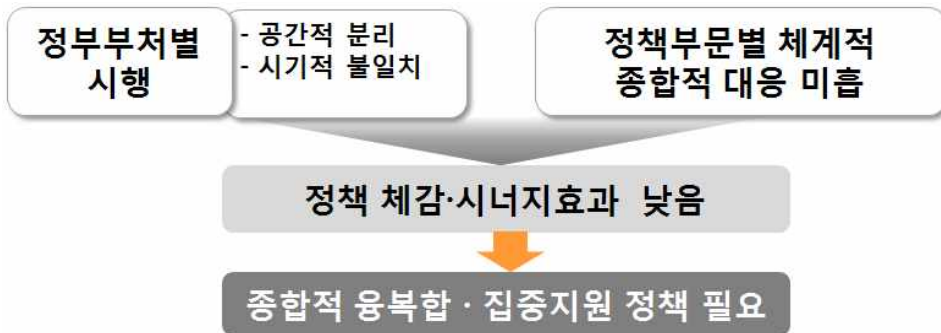 정부부처별
시행
- 공간적 분리
- 시기적 불일치
정책부문별 체계적
종합적 대응 미흡
정책 체감·시너지효과 낮음
종합적 융복합 · 집중지원 정책 필요